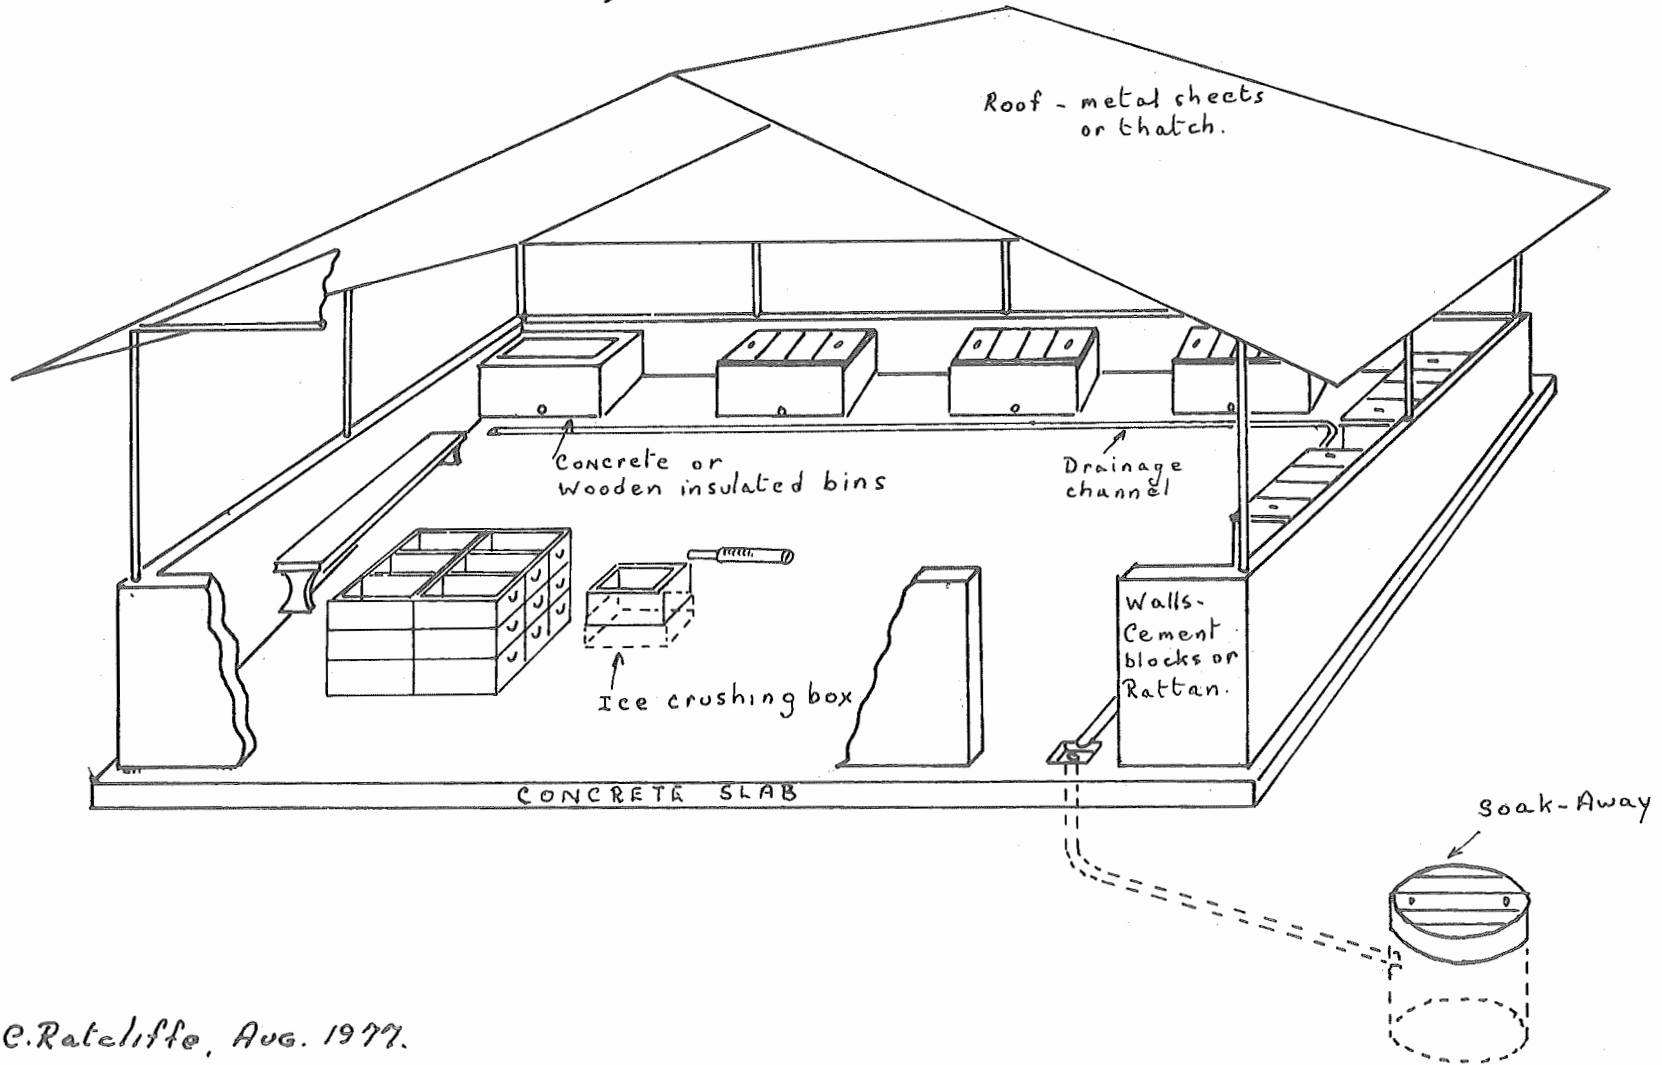 Roof - metal sheets
or thatch.
Concrete or
Wooden insulated bins
Drainage
channel
Walls-
Cement
blocks or
Rattan.
Ice crushing box
CONCRETE SLAB
Soak-Away
C. Ratcliffe, Aug. 1977.